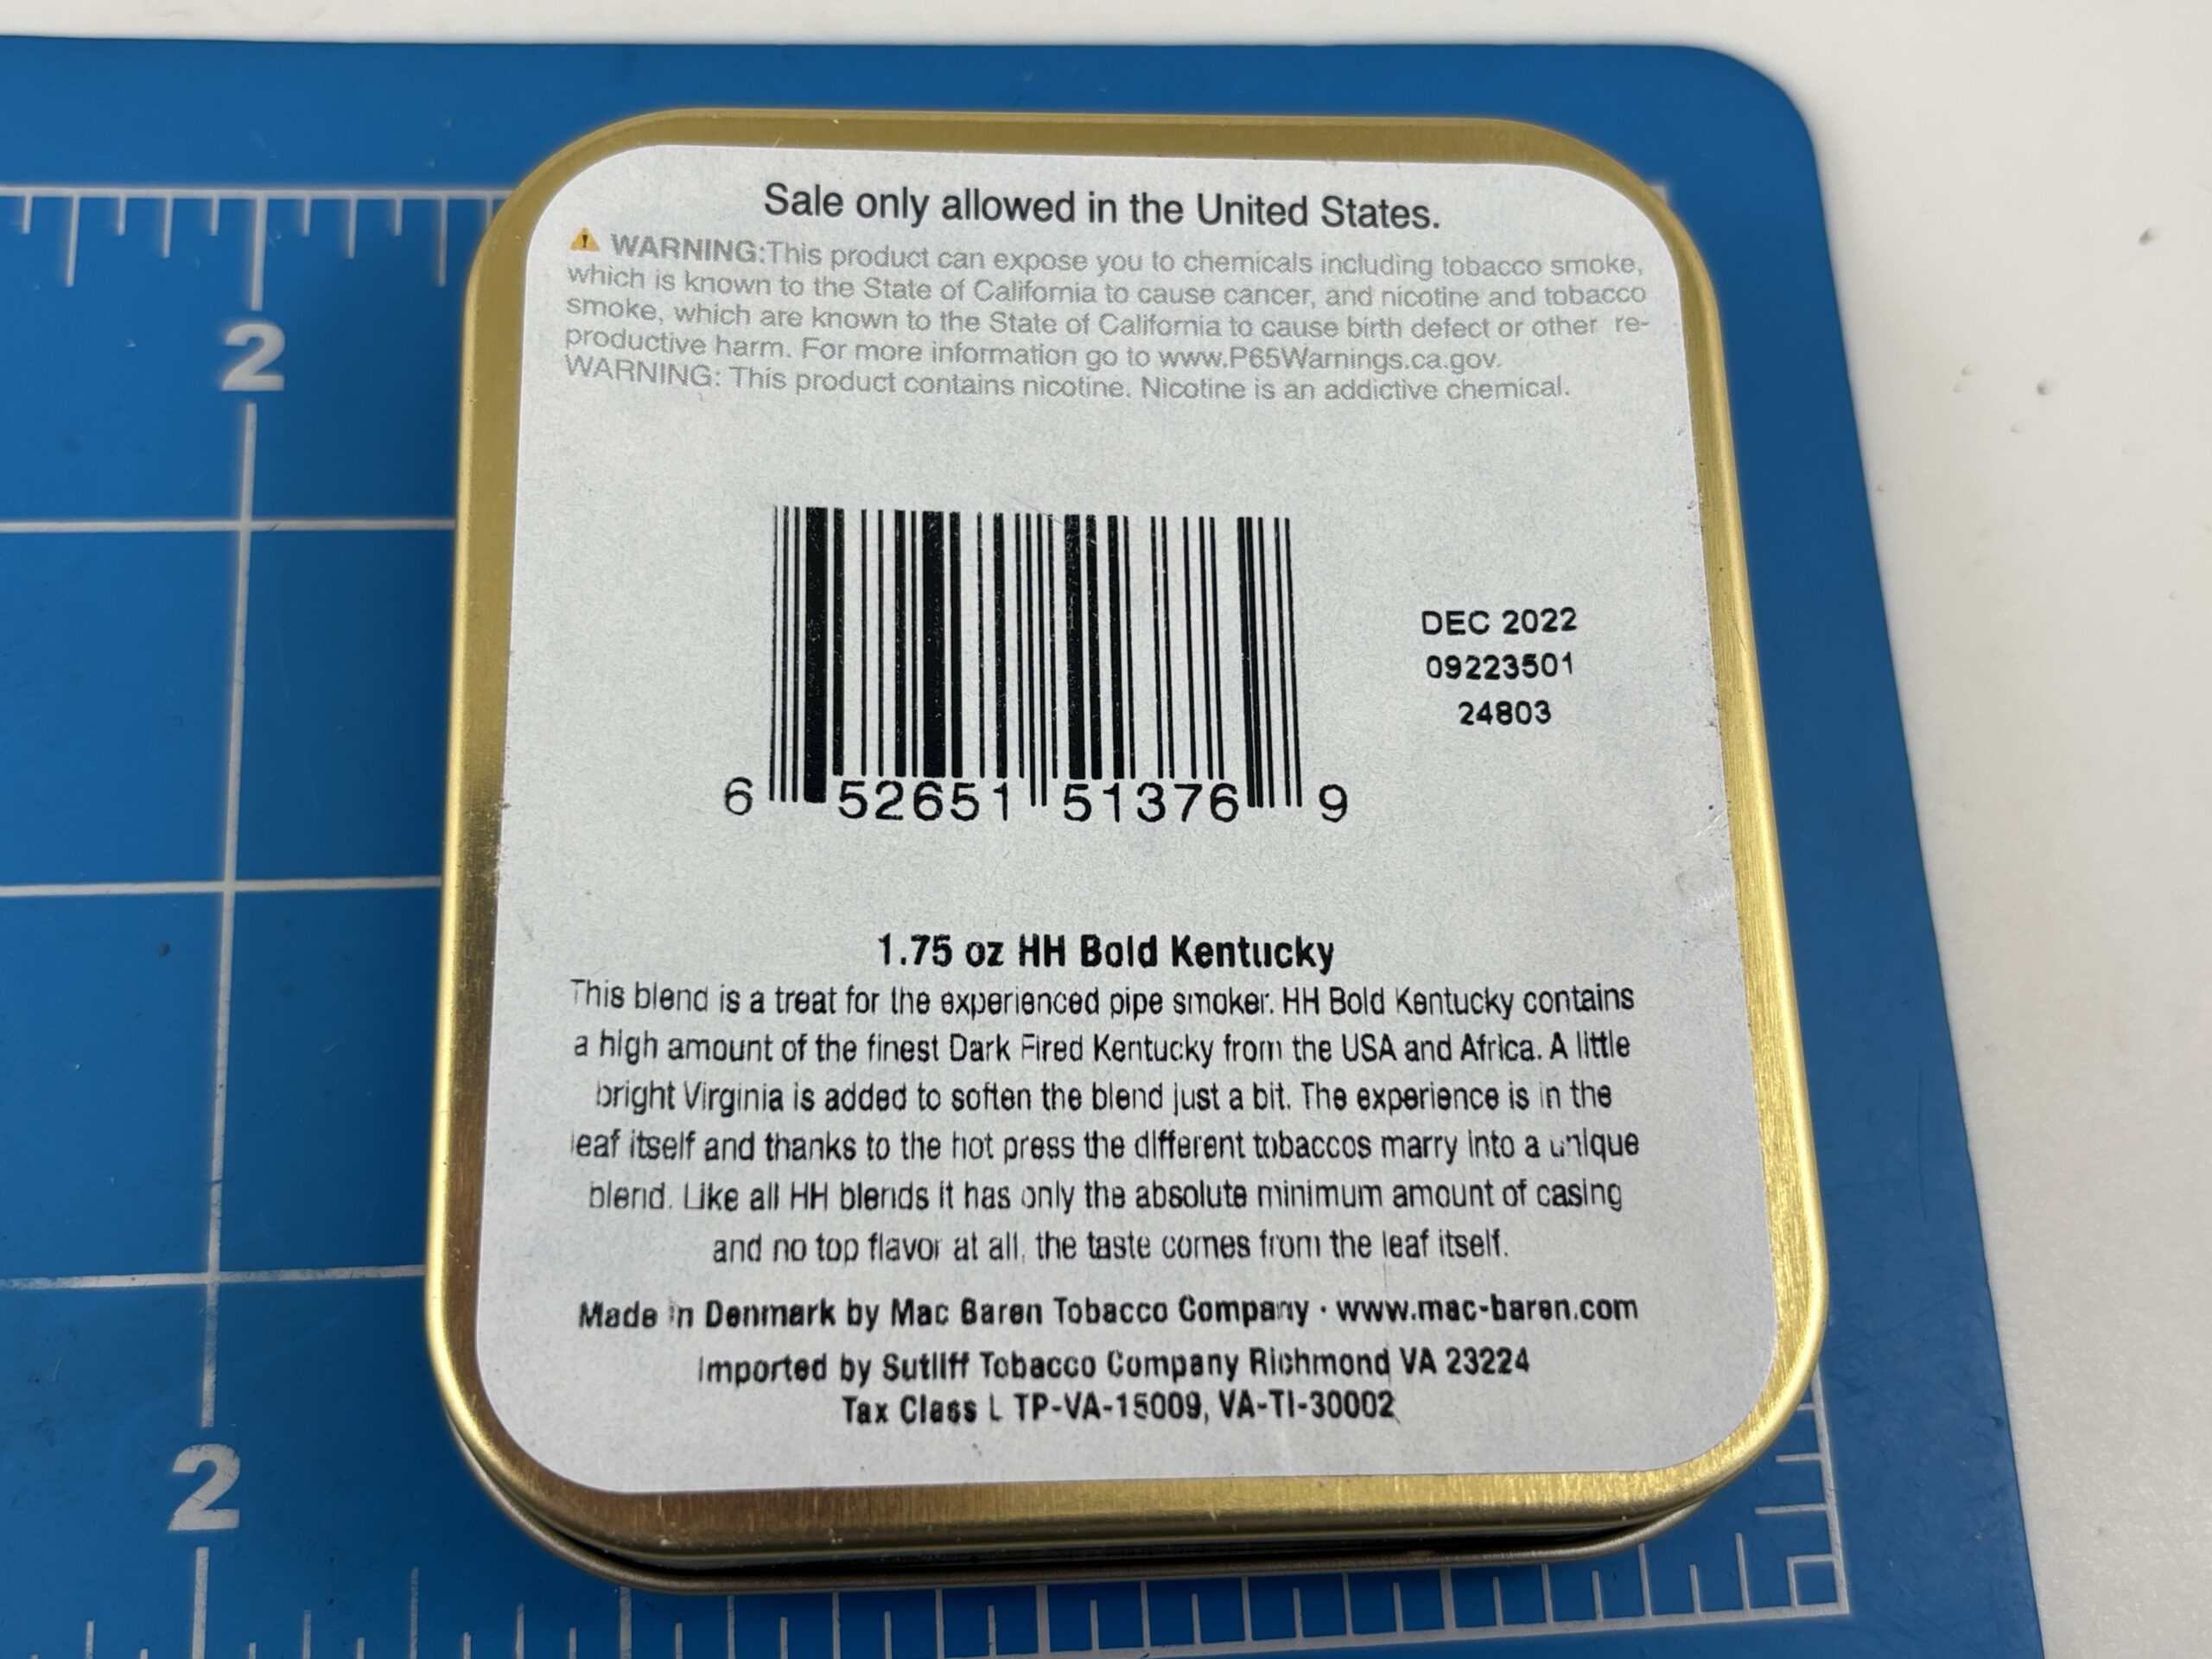 Sale only allowed in the United States.
⚠ WARNING:This product can expose you to chemicals including tobacco smoke,
which is known to the State of California to cause cancer, and nicotine and tobacco
smoke, which are known to the State of California to cause birth defect or other re-
productive harm. For more information go to www.P65Warnings.ca.gov.
WARNING: This product contains nicotine. Nicotine is an addictive chemical.
2
DEC 2022
09223501
24803
6 52651 51376 9
1.75 oz HH Bold Kentucky
This blend is a treat for the experienced pipe smoker. HH Bold Kentucky contains
a high amount of the finest Dark Fired Kentucky from the USA and Africa. A little
bright Virginia is added to soften the blend just a bit. The experience is in the
leaf itself and thanks to the hot press the different tobaccos marry into a unique
blend. Like all HH blends it has only the absolute minimum amount of casing
and no top flavor at all, the taste comes from the leaf itself.
Made in Denmark by Mac Baren Tobacco Company · www.mac-baren.com
Imported by Sutliff Tobacco Company Richmond VA 23224
Tax Class L TP-VA-15009, VA-TI-30002
2